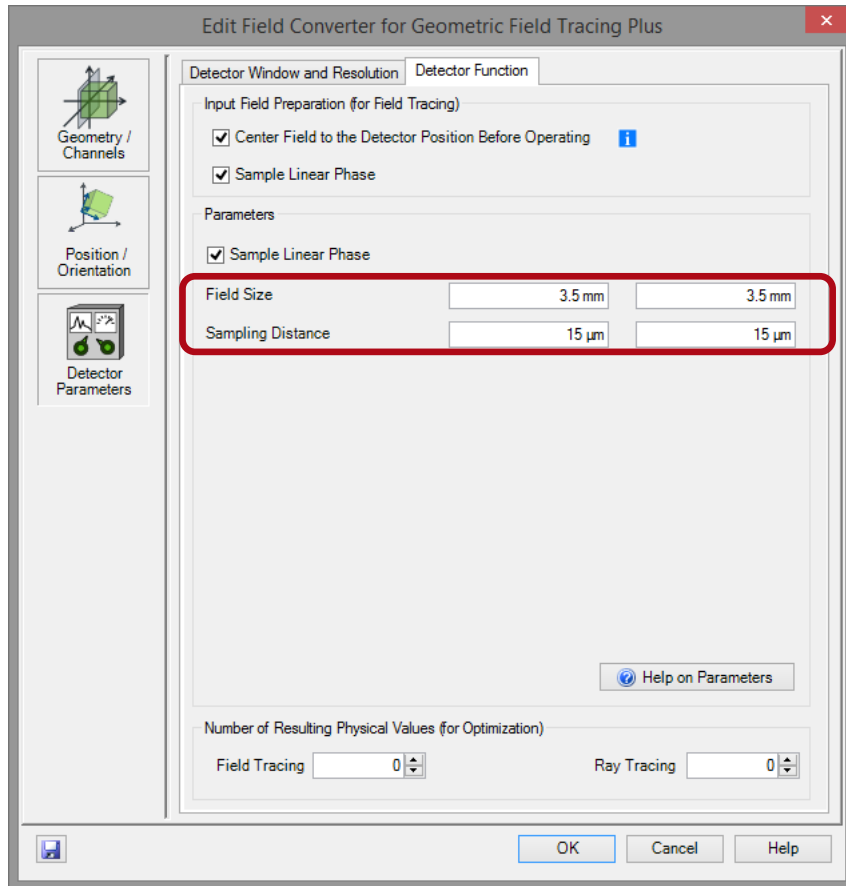 Edit Field Converter for Geometric Field Tracing Plus
Geometry /
Channels
Position /
Orientation
Detector
Parameters
Detector Window and Resolution Detector Function
Input Field Preparation (for Field Tracing)
Center Field to the Detector Position Before Operating
Sample Linear Phase
Parameters
Sample Linear Phase
Field Size 3.5 mm 3.5 mm
Sampling Distance 15 µm 15 µm
Help on Parameters
Number of Resulting Physical Values (for Optimization)
Field Tracing 0 Ray Tracing 0
OK Cancel Help